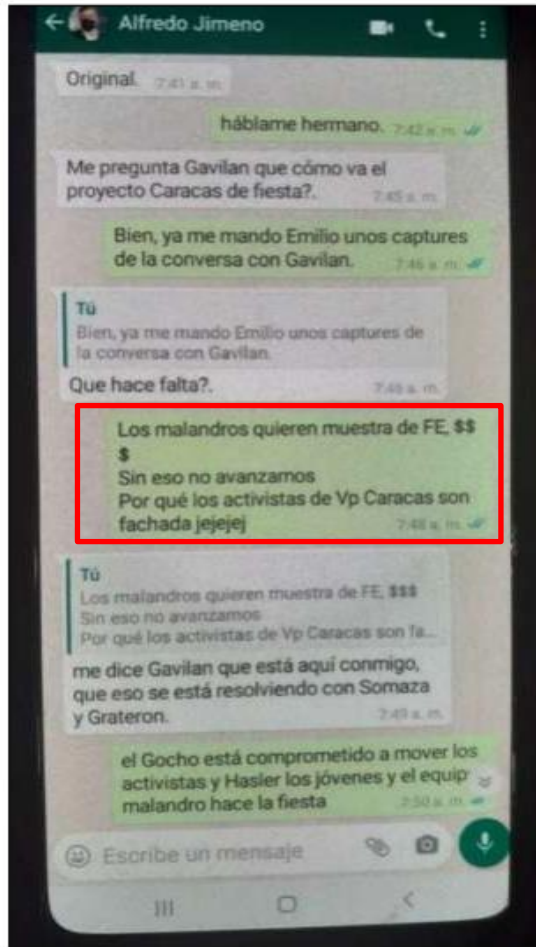 Alfredo Jimeno
Original. 7:41 a. m.
háblame hermano. 7:42 a. m.
Me pregunta Gavilan que cómo va el
proyecto Caracas de fiesta?. 7:45 a. m.
Bien, ya me mando Emilio unos captures
de la conversa con Gavilan. 7:46 a. m.
Tú
Bien, ya me mando Emilio unos captures de
la conversa con Gavilan.
Que hace falta?. 7:46 a. m.
Los malandros quieren muestra de FE, $$
$
Sin eso no avanzamos
Por qué los activistas de Vp Caracas son
fachada jejejej 7:48 a. m.
Tú
Los malandros quieren muestra de FE, $$$
Sin eso no avanzamos
Por qué los activistas de Vp Caracas son fa...
me dice Gavilan que está aquí conmigo,
que eso se está resolviendo con Somaza
y Grateron. 7:49 a. m.
el Gocho está comprometido a mover los
activistas y Hasler los jóvenes y el equip
malandro hace la fiesta 7:50 a. m.
Escribe un mensaje